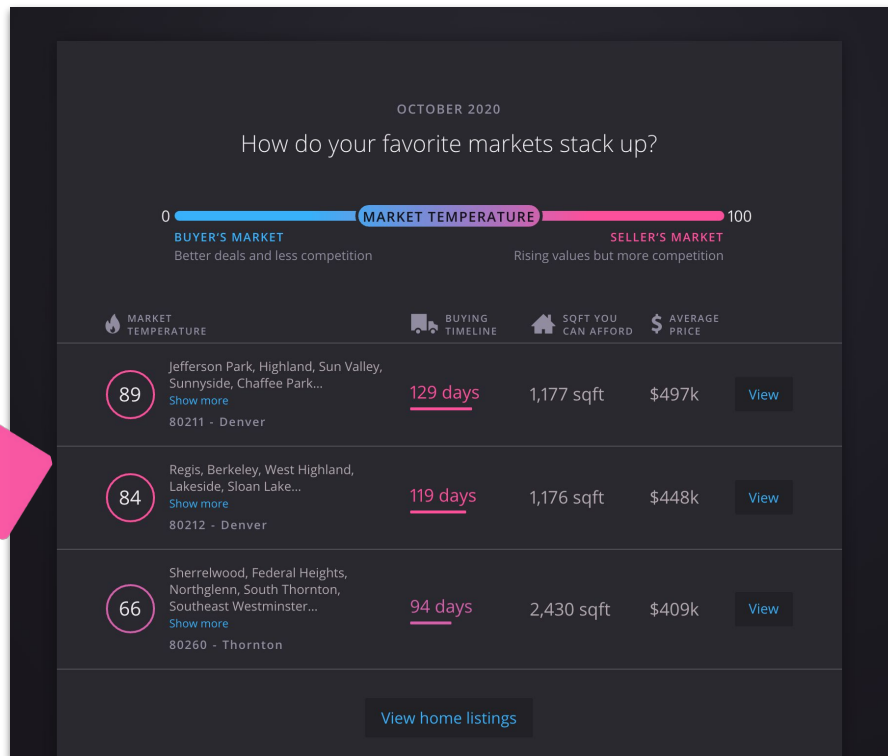 OCTOBER 2020
How do your favorite markets stack up?
0 MARKET TEMPERATURE 100
BUYER'S MARKET
Better deals and less competition
SELLER'S MARKET
Rising values but more competition
MARKET
TEMPERATURE
BUYING
TIMELINE
SQFT YOU
CAN AFFORD
AVERAGE
PRICE
89
Jefferson Park, Highland, Sun Valley,
Sunnyside, Chaffee Park...
Show more
80211 - Denver
129 days
1,177 sqft
$497k
View
84
Regis, Berkeley, West Highland,
Lakeside, Sloan Lake...
Show more
80212 - Denver
119 days
1,176 sqft
$448k
View
66
Sherrelwood, Federal Heights,
Northglenn, South Thornton,
Southeast Westminster...
Show more
80260 - Thornton
94 days
2,430 sqft
$409k
View
View home listings